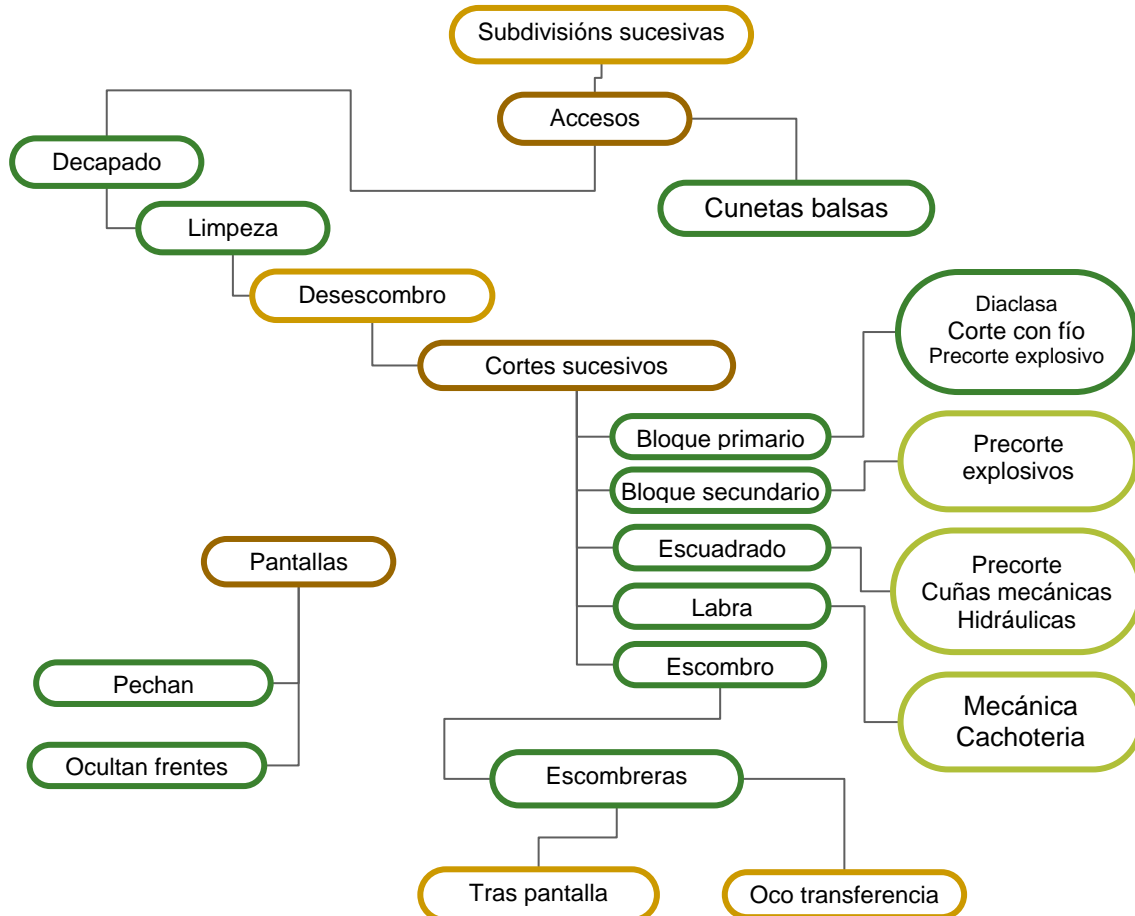 Subdivisións sucesivas
Accesos
Decapado
Cunetas balsas
Limpeza
Desescombro
Diaclasa
Corte con fío
Precorte explosivo
Cortes sucesivos
Bloque primario
Precorte
explosivos
Bloque secundario
Escuadrado
Pantallas
Precorte
Cuñas mecánicas
Hidráulicas
Labra
Escombro
Pechan
Mecánica
Cachoteria
Ocultan frentes
Escombreras
Tras pantalla
Oco transferencia